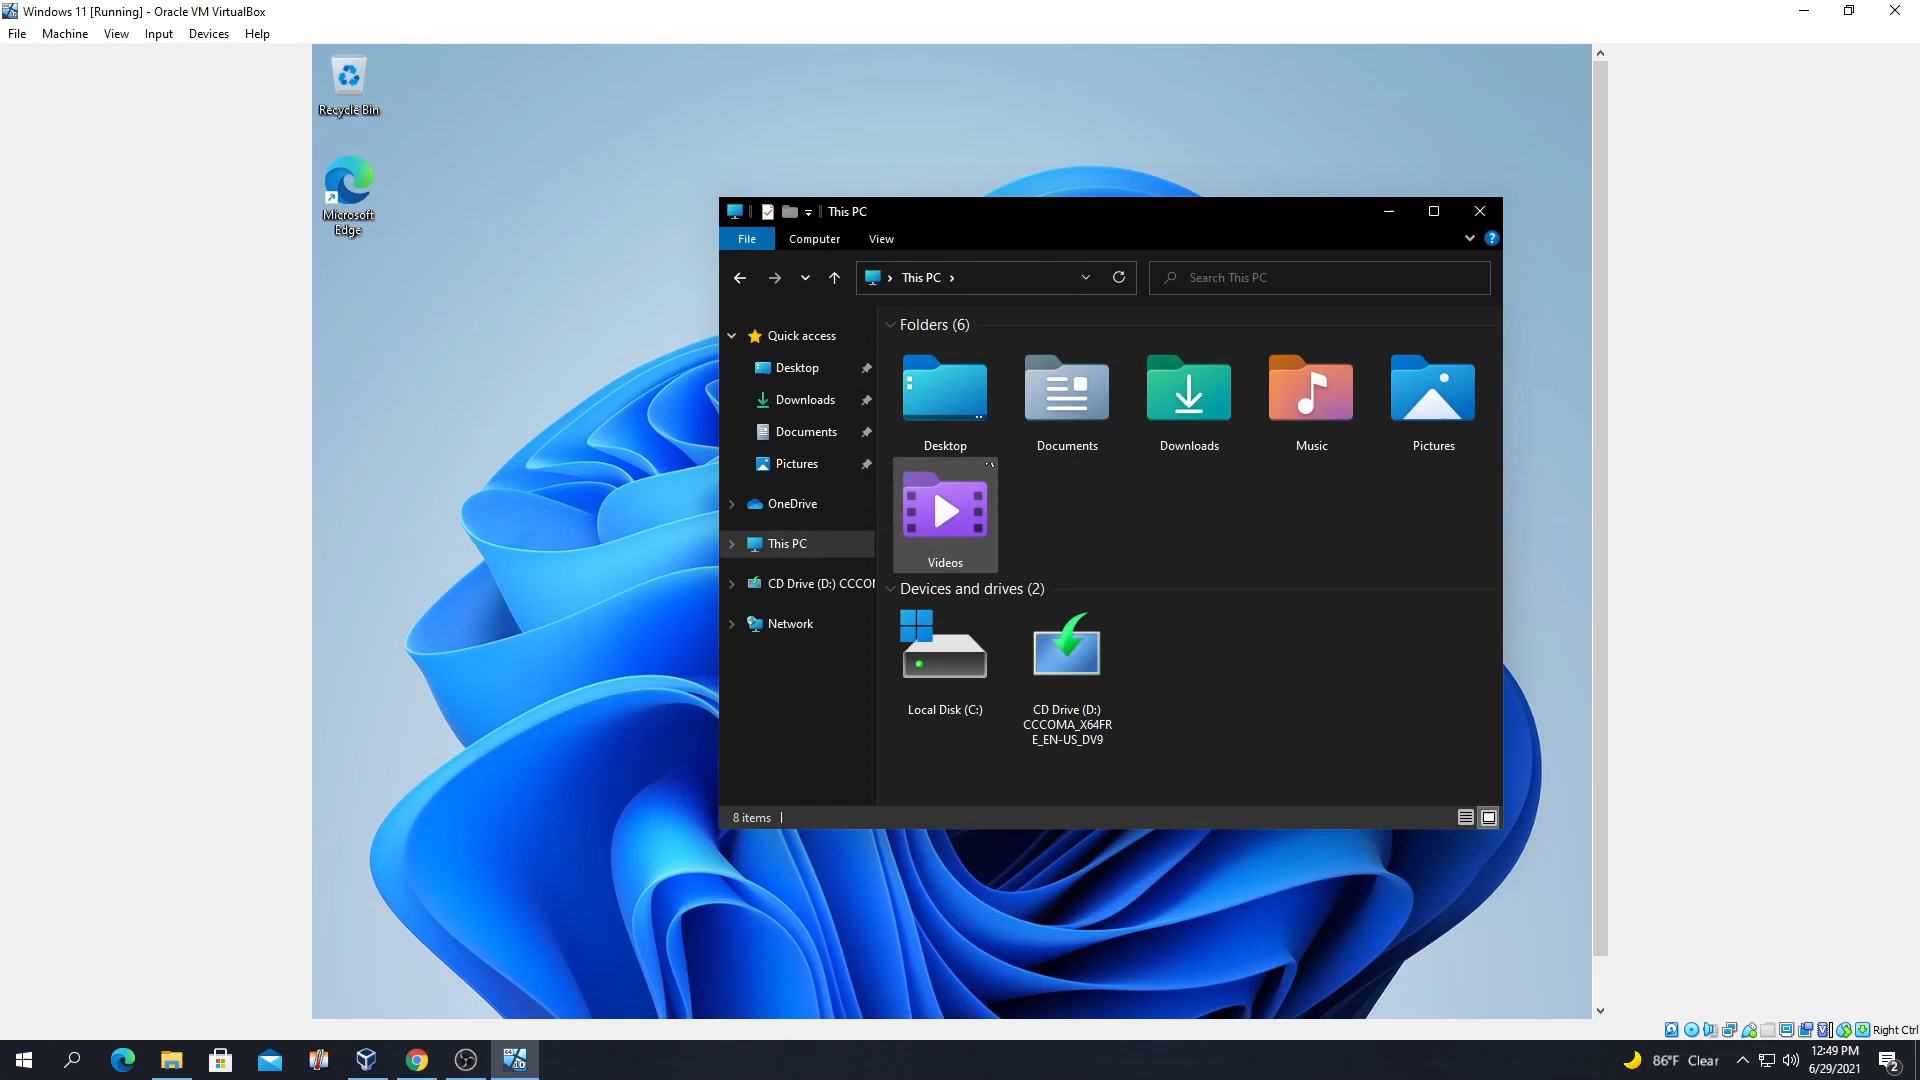 Windows 11 [Running] - Oracle VM VirtualBox
File Machine View Input Devices Help
Recycle Bin
Microsoft
Edge
This PC
File Computer View
This PC
Search This PC
Quick access
Desktop
Downloads
Documents
Pictures
OneDrive
This PC
CD Drive (D:) CCCOM
Network
Folders (6)
Desktop Documents Downloads Music Pictures
Videos
Devices and drives (2)
Local Disk (C:)
CD Drive (D:)
CCCOMA_X64FR
E_EN-US_DV9
8 items
Right Ctrl
86°F Clear
12:49 PM
6/29/2021
2